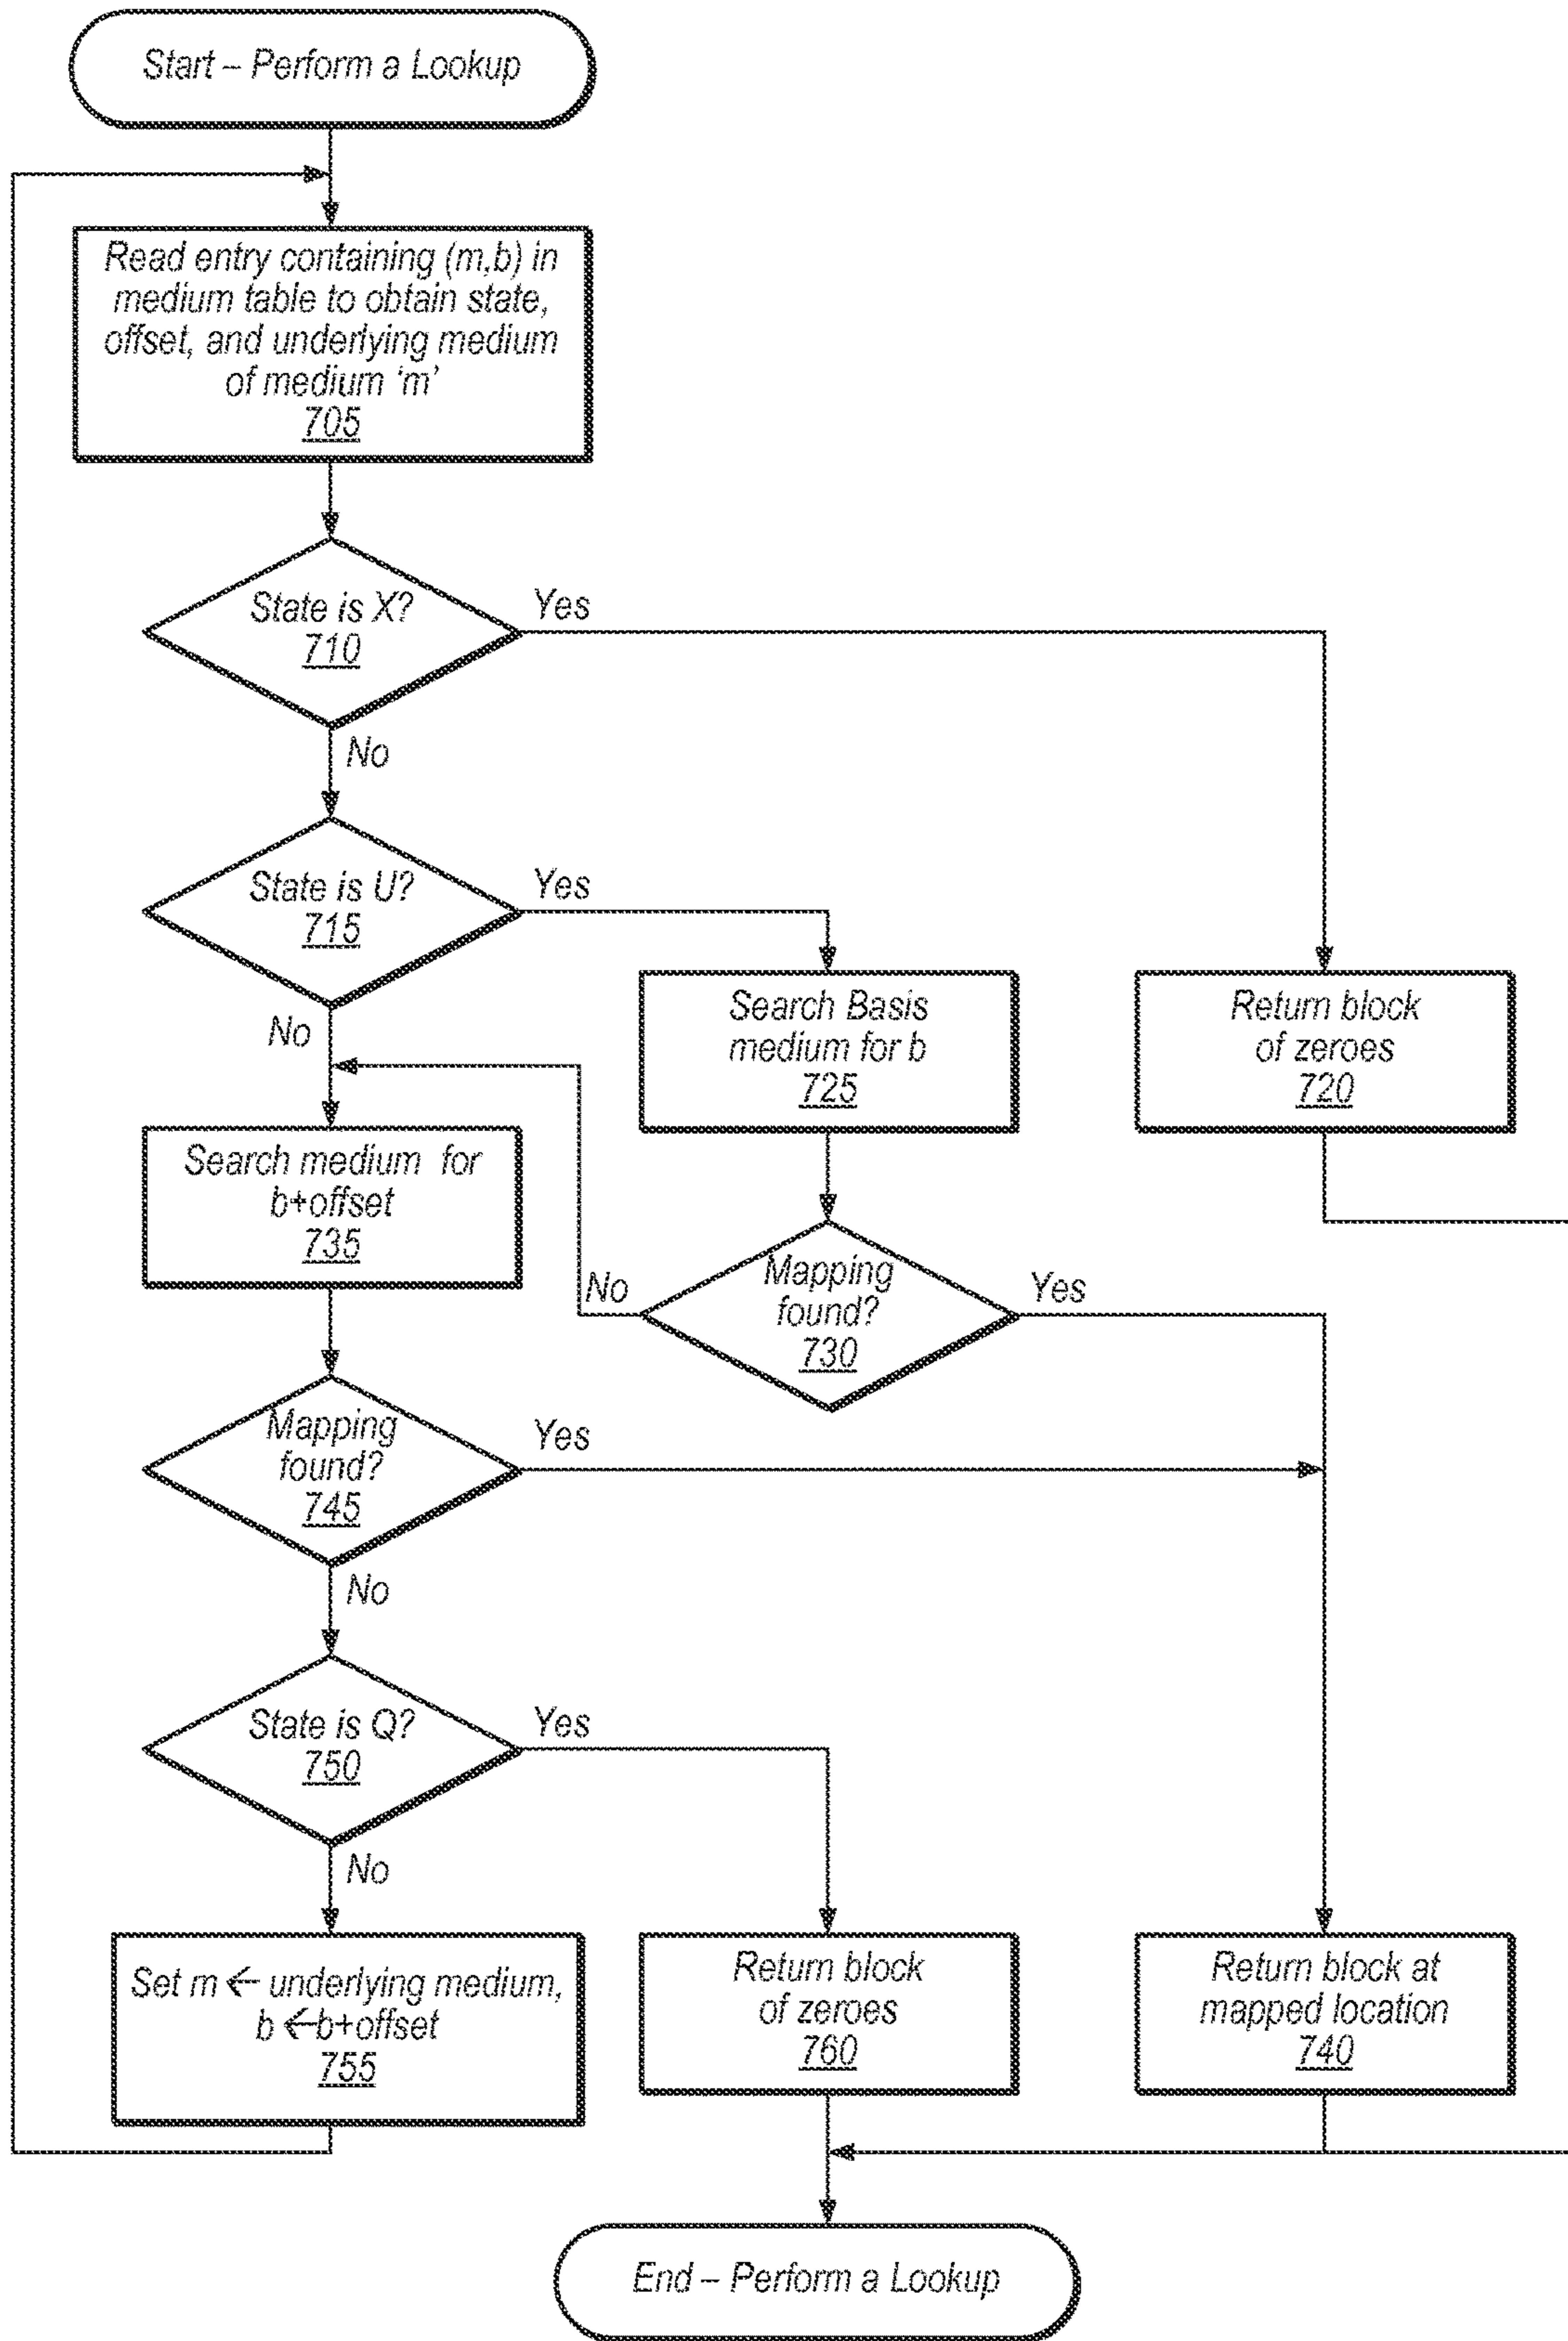 Start – Perform a Lookup
Read entry containing (m,b) in
medium table to obtain state,
offset, and underlying medium
of medium ‘m’
705
State is X?
710
Yes
No
State is U?
715
Yes
No
Search Basis
medium for b
725
Return block
of zeroes
720
Search medium for
b+offset
735
Mapping
found?
730
No
Yes
Mapping
found?
745
Yes
No
State is Q?
750
Yes
No
Set m ← underlying medium,
b ←b+offset
755
Return block
of zeroes
760
Return block at
mapped location
740
End – Perform a Lookup